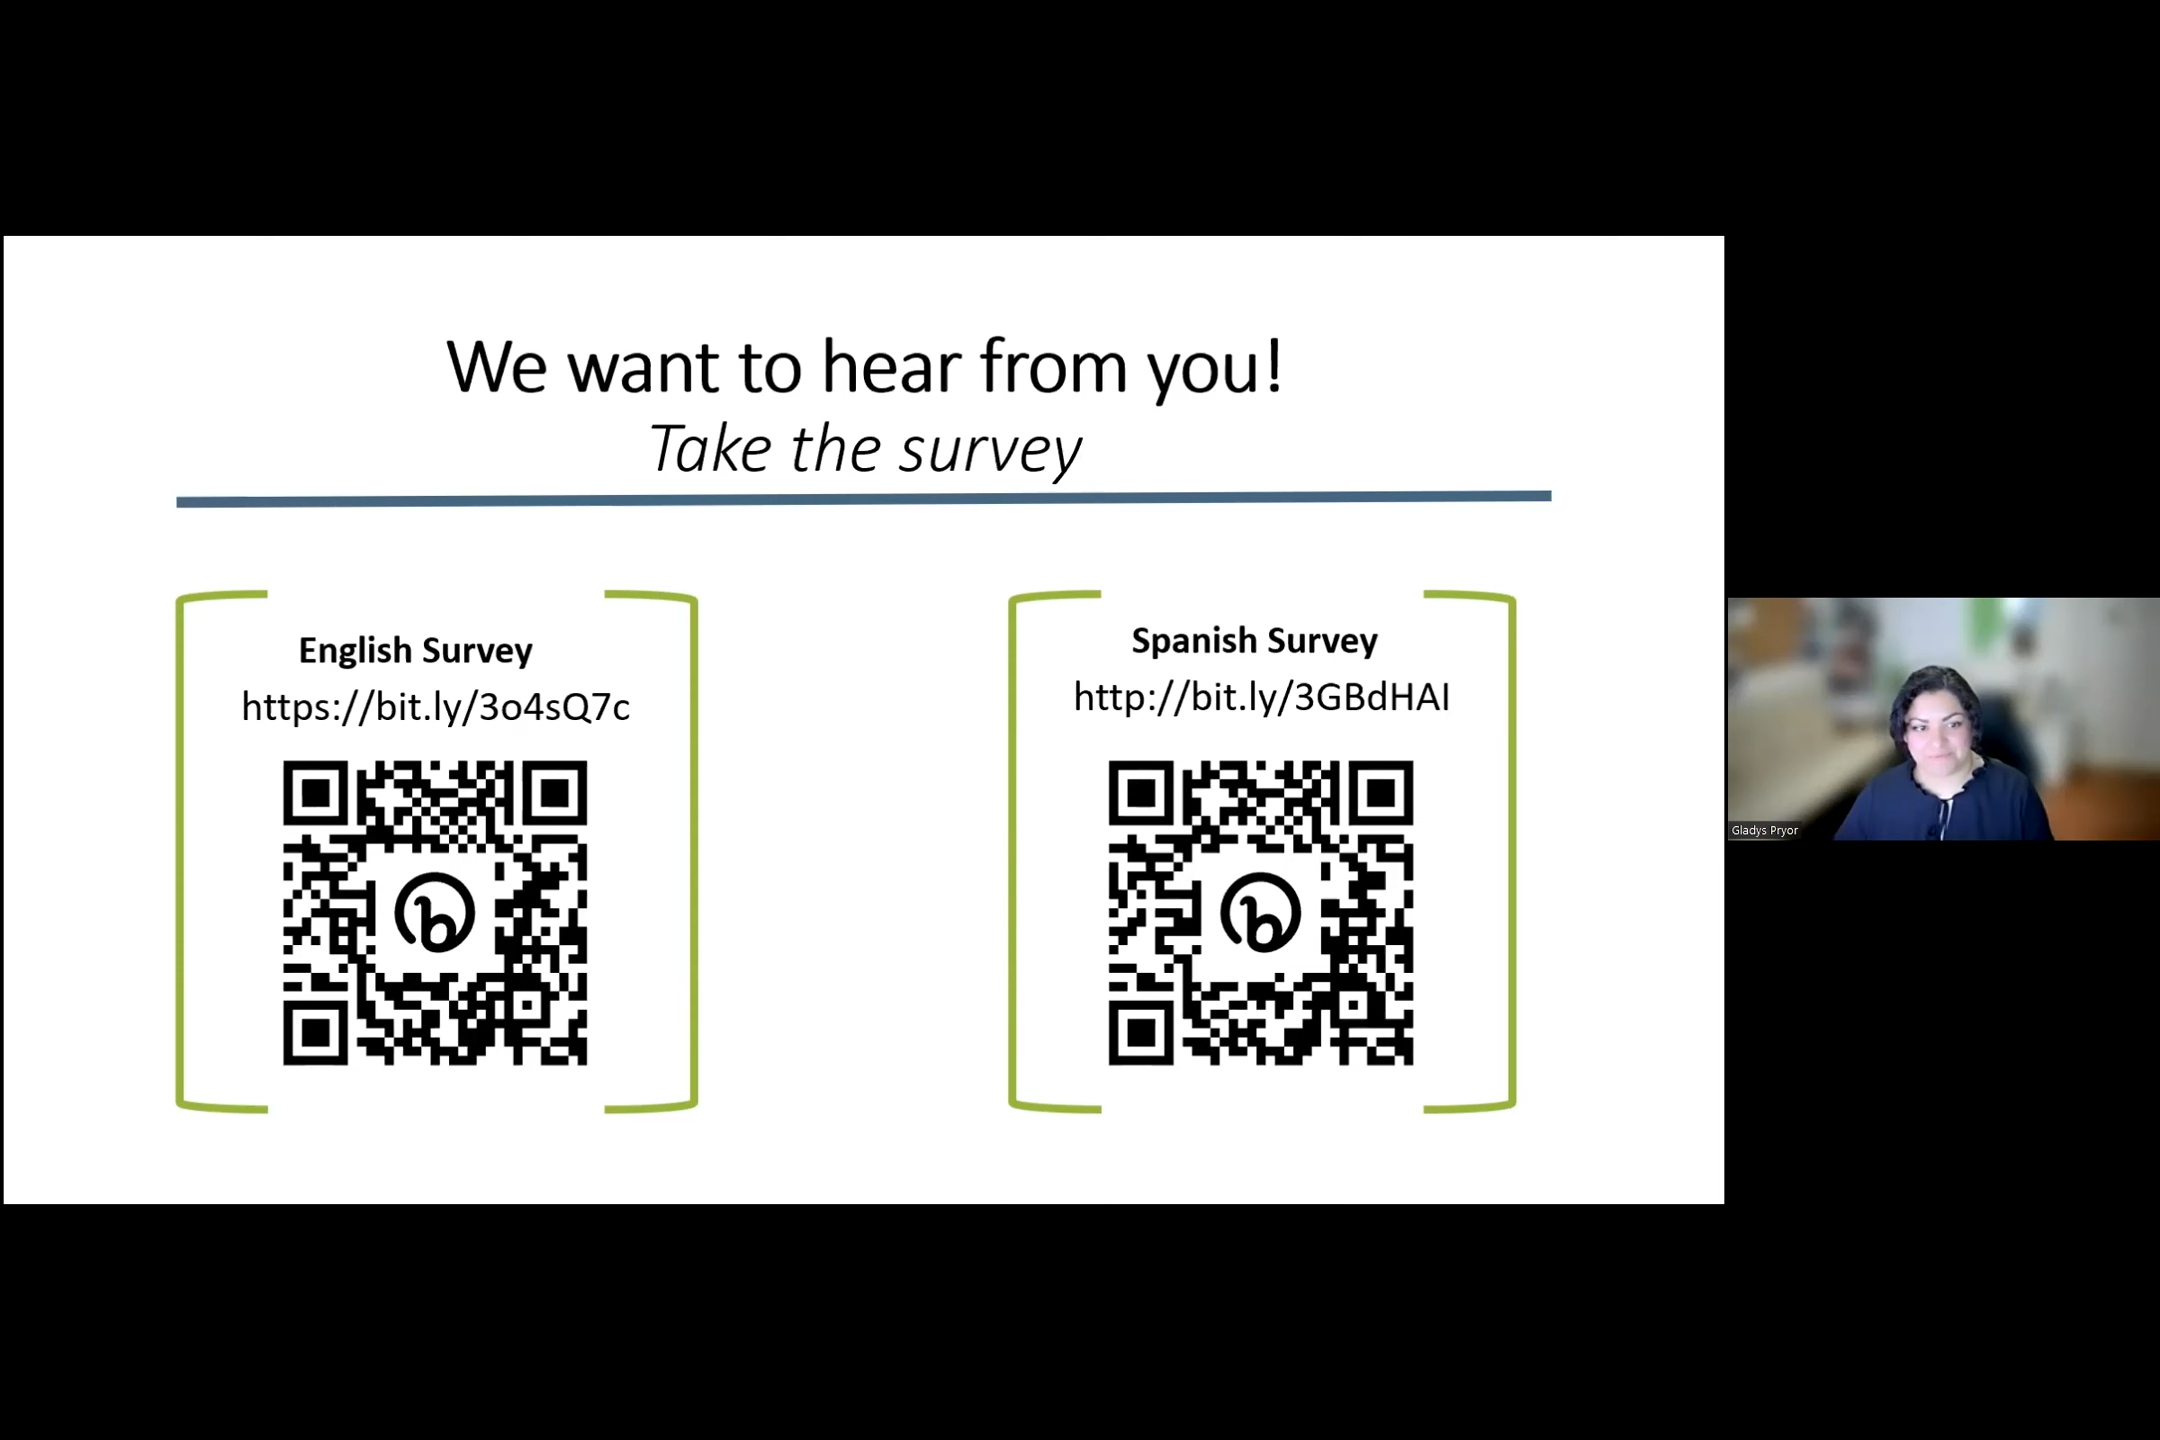 We want to hear from you!
Take the survey
English Survey
https://bit.ly/3o4sQ7c
Spanish Survey
http://bit.ly/3GBdHAI
Gladys Pryor